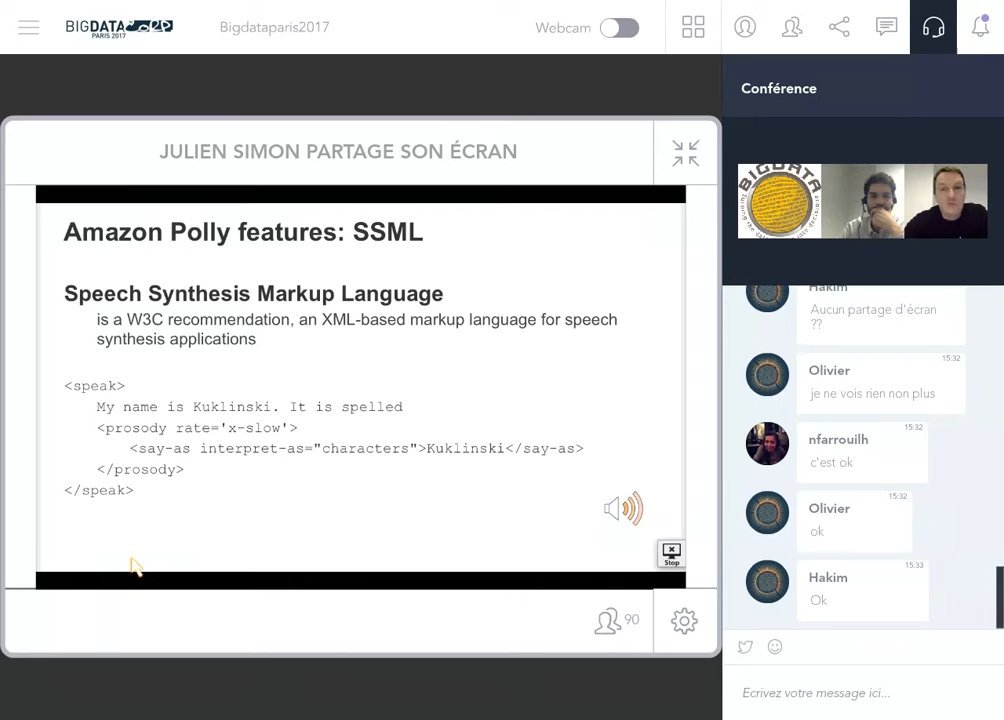 BIGDATA
PARIS 2017
Bigdataparis2017
Webcam
JULIEN SIMON PARTAGE SON ÉCRAN
Amazon Polly features: SSML
Speech Synthesis Markup Language
is a W3C recommendation, an XML-based markup language for speech
synthesis applications
<speak>
My name is Kuklinski. It is spelled
<prosody rate='x-slow'>
<say-as interpret-as="characters">Kuklinski</say-as>
</prosody>
</speak>
Stop
90
Conférence
BIGDATA
Hakim
Aucun partage d'écran
??
15:32
Olivier
je ne vois rien non plus
15:32
nfarrouilh
c'est ok
15:32
Olivier
ok
15:33
Hakim
Ok
Ecrivez votre message ici...